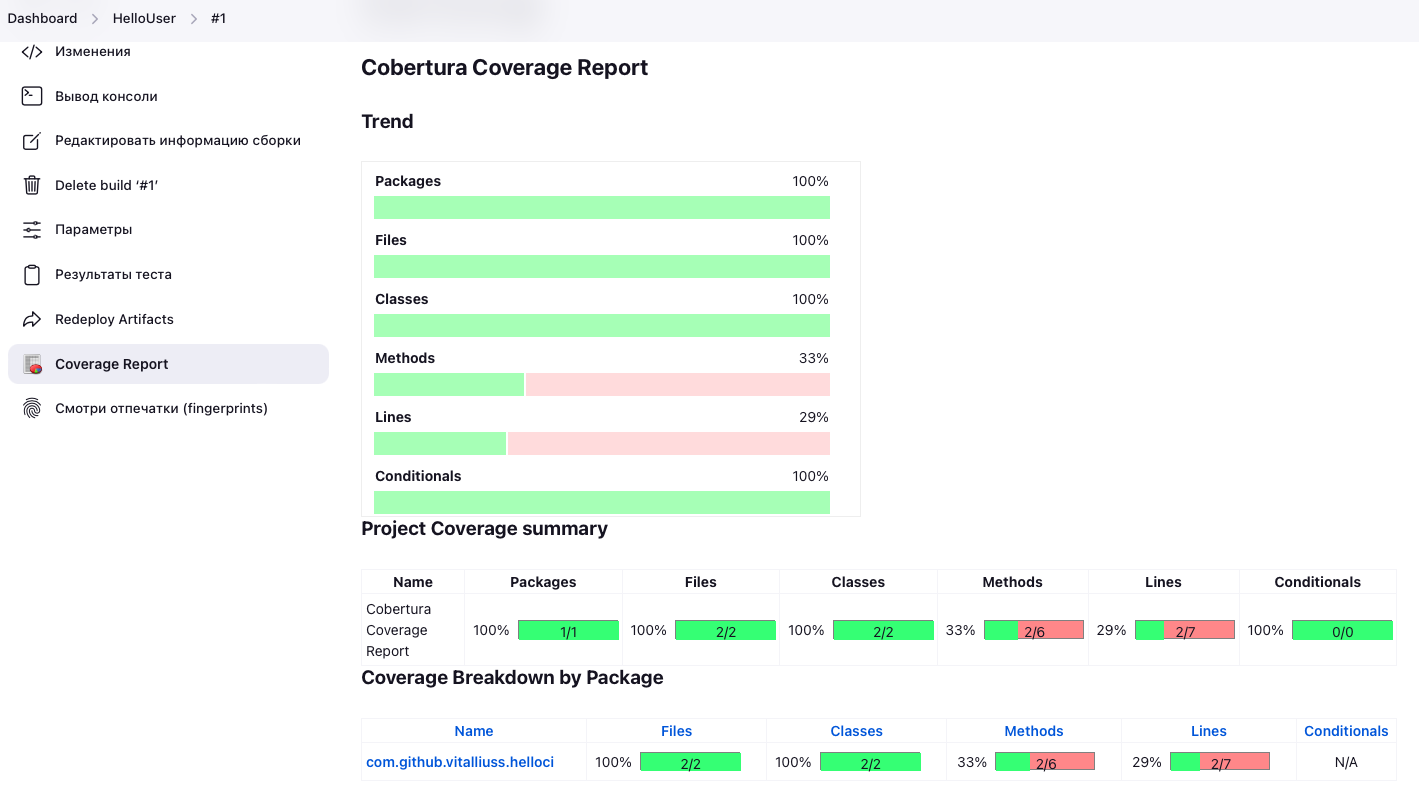 Dashboard > HelloUser > #1
Изменения
Вывод консоли
Редактировать информацию сборки
Delete build ‘#1’
Параметры
Результаты теста
Redeploy Artifacts
Coverage Report
Смотри отпечатки (fingerprints)
Cobertura Coverage Report
Trend
Packages 100%
Files 100%
Classes 100%
Methods 33%
Lines 29%
Conditionals 100%
Project Coverage summary
Name Packages Files Classes Methods Lines Conditionals
Cobertura
Coverage 100% 1/1 100% 2/2 100% 2/2 33% 2/6 29% 2/7 100% 0/0
Report
Coverage Breakdown by Package
Name Files Classes Methods Lines Conditionals
com.github.vitalliuss.helloci 100% 2/2 100% 2/2 33% 2/6 29% 2/7 N/A